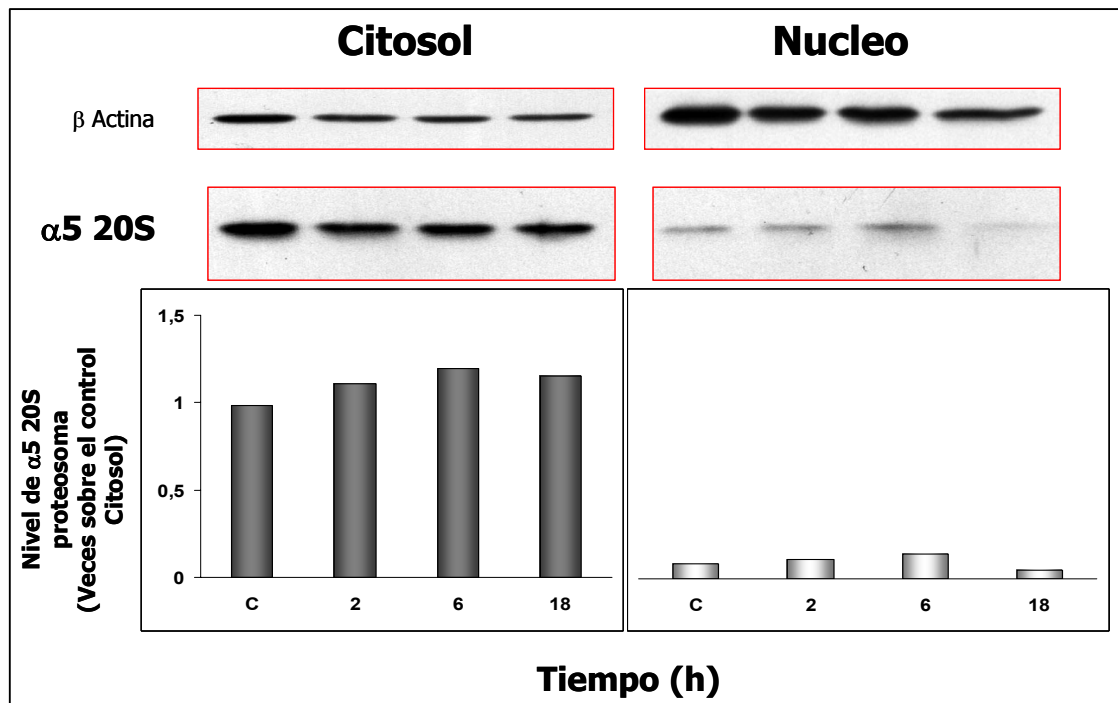 Citosol
Nucleo
β Actina
α5 20S
Nivel de α5 20S
proteosoma
(Veces sobre el control
Citosol)
1,5
1
0,5
0
C 2 6 18
C 2 6 18
Tiempo (h)